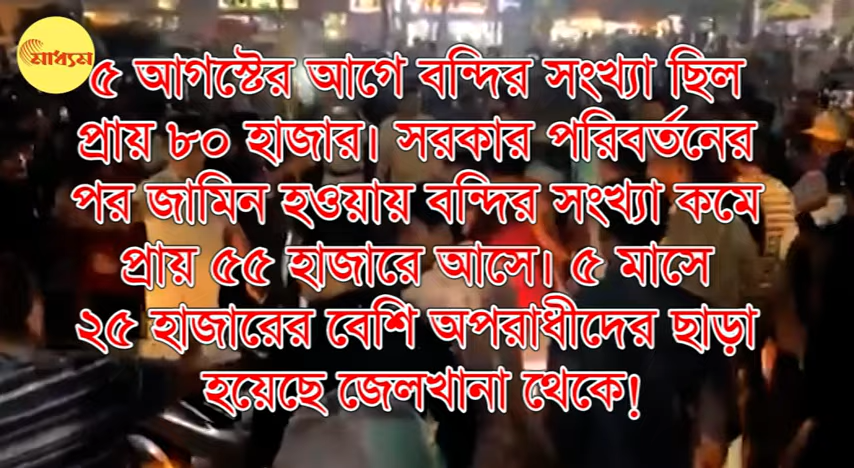 মাধ্যম
৫ আগস্টের আগে বন্দির সংখ্যা ছিল
প্রায় ৮০ হাজার। সরকার পরিবর্তনের
পর জামিন হওয়ায় বন্দির সংখ্যা কমে
প্রায় ৫৫ হাজারে আসে। ৫ মাসে
২৫ হাজারের বেশি অপরাধীদের ছাড়া
হয়েছে জেলখানা থেকে!